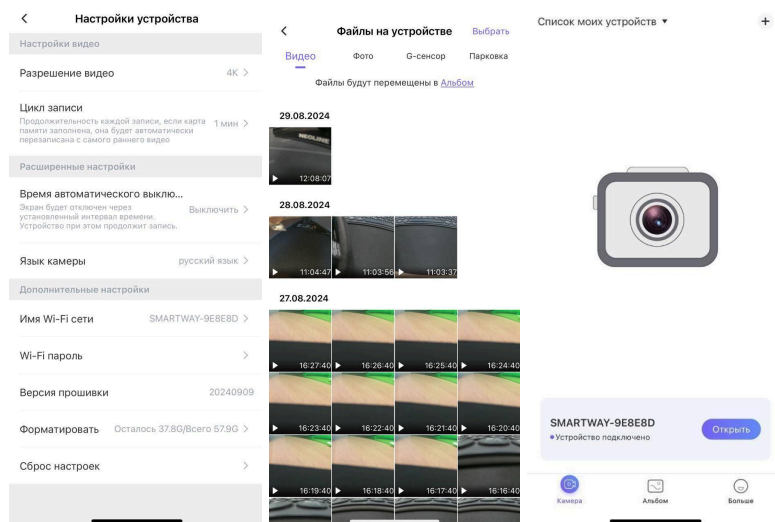 Настройки устройства
Настройки видео
Разрешение видео
4K
Цикл записи
Продолжительность каждой записи, если карта
памяти заполнена, она будет автоматически
перезаписана с самого раннего видео
1 мин
Расширенные настройки
Время автоматического выклю...
Экран будет отключен через
установленный интервал времени.
Устройство при этом продолжит запись.
Выключить
Язык камеры
русский язык
Дополнительные настройки
Имя Wi-Fi сети
SMARTWAY-9E8E8D
Wi-Fi пароль
Версия прошивки
20240909
Форматировать
Осталось 37.8G/Всего 57.9G
Сброс настроек
Файлы на устройстве
Выбрать
Видео
Фото
G-сенсор
Парковка
Файлы будут перемещены в Альбом
29.08.2024
NEOLINE
12:08:07
28.08.2024
11:04:47
11:03:56
11:03:37
27.08.2024
16:27:40
16:26:40
16:25:40
16:24:40
16:23:40
16:22:40
16:21:40
16:20:40
16:19:40
16:18:40
16:17:40
16:16:40
Список моих устройств
SMARTWAY-9E8E8D
Устройство подключено
Открыть
Камера
Альбом
Больше